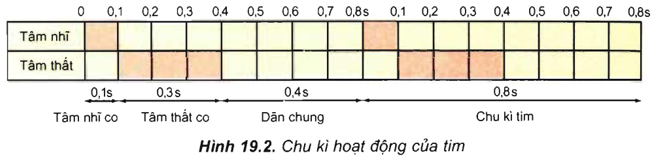 0 0,1 0,2 0,3 0,4 0,5 0,6 0,7 0,8s 0,1 0,2 0,3 0,4 0,5 0,6 0,7 0,8s
Tâm nhĩ
Tâm thất
0,1s 0,3s 0,4s 0,8s
Tâm nhĩ co Tâm thất co Dãn chung Chu kì tim
Hình 19.2. Chu kì hoạt động của tim